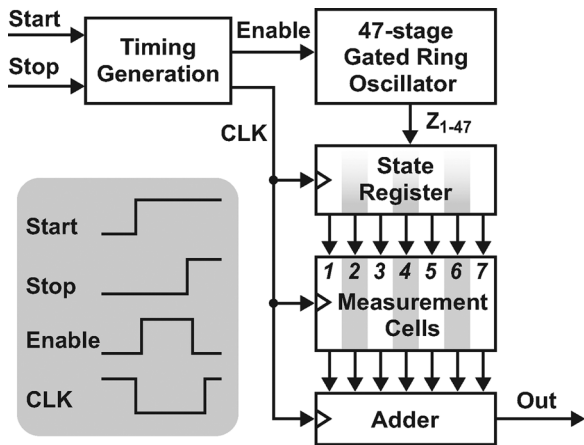 Start
Stop
Timing
Generation
Enable
CLK
47-stage
Gated Ring
Oscillator
Z1-47
State
Register
1 2 3 4 5 6 7
Measurement
Cells
Adder
Out
Start
Stop
Enable
CLK